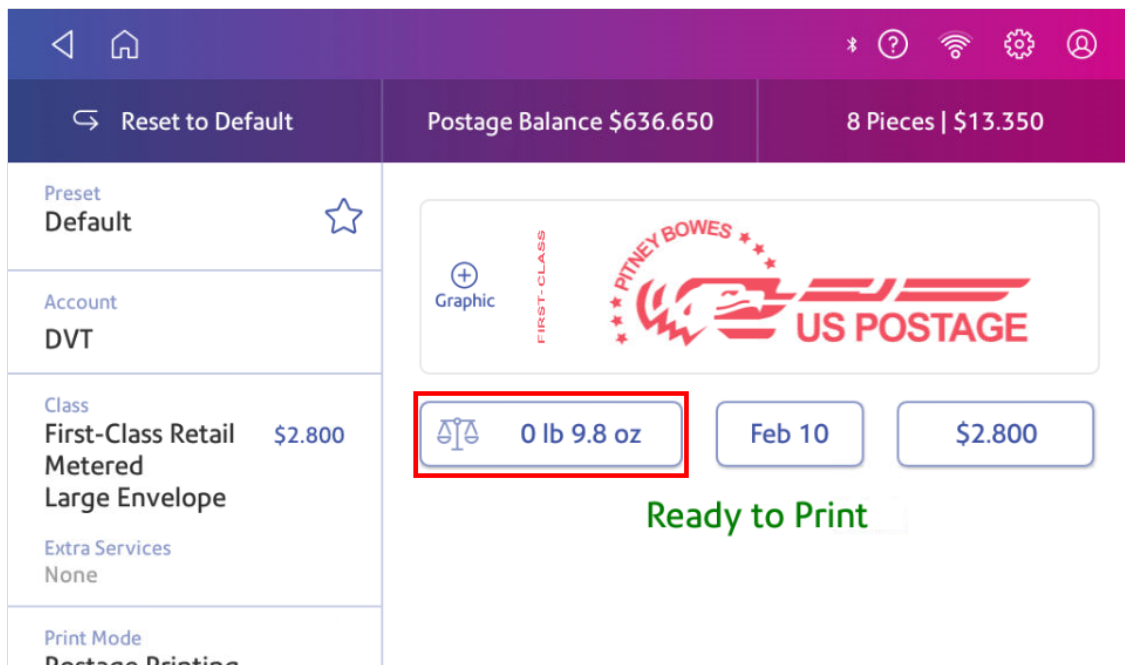 Reset to Default
Postage Balance $636.650
8 Pieces | $13.350
Preset
Default
Account
DVT
Class
First-Class Retail $2.800
Metered
Large Envelope
Extra Services
None
Print Mode
Postage Printing
Graphic
FIRST-CLASS
PITNEY BOWES
US POSTAGE
0 lb 9.8 oz
Feb 10
$2.800
Ready to Print